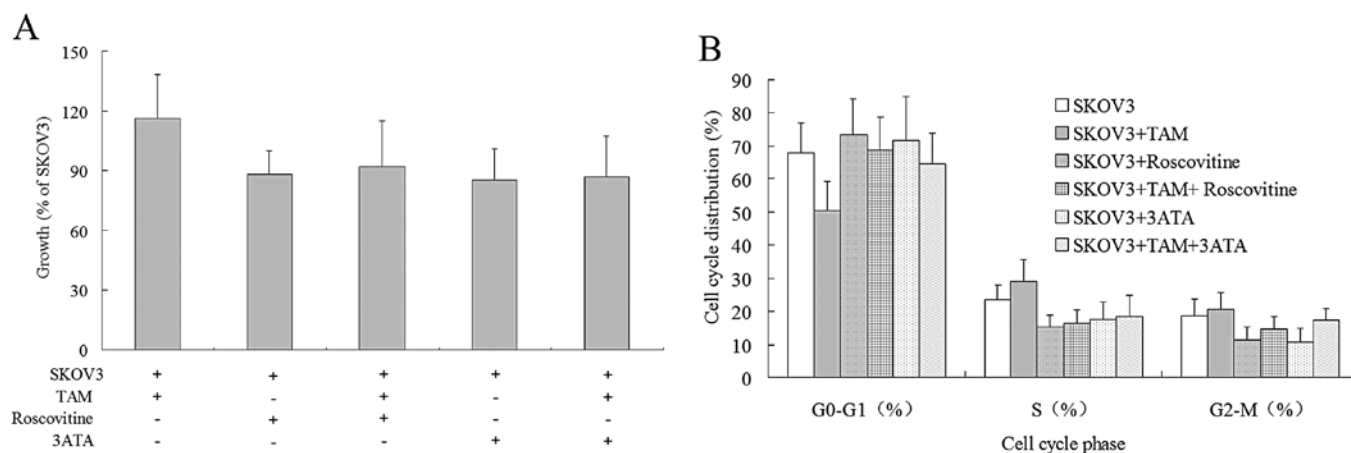 A
150
120
90
60
30
0
Growth (% of SKOV3)
SKOV3 + + + + +
TAM + - + - +
Roscovitine - + + - -
3ATA - - - + +
B
90
80
70
60
50
40
30
20
10
0
Cell cycle distribution (%)
SKOV3
SKOV3+TAM
SKOV3+Roscovitine
SKOV3+TAM+ Roscovitine
SKOV3+3ATA
SKOV3+TAM+3ATA
G0-G1（%） S（%） G2-M（%）
Cell cycle phase